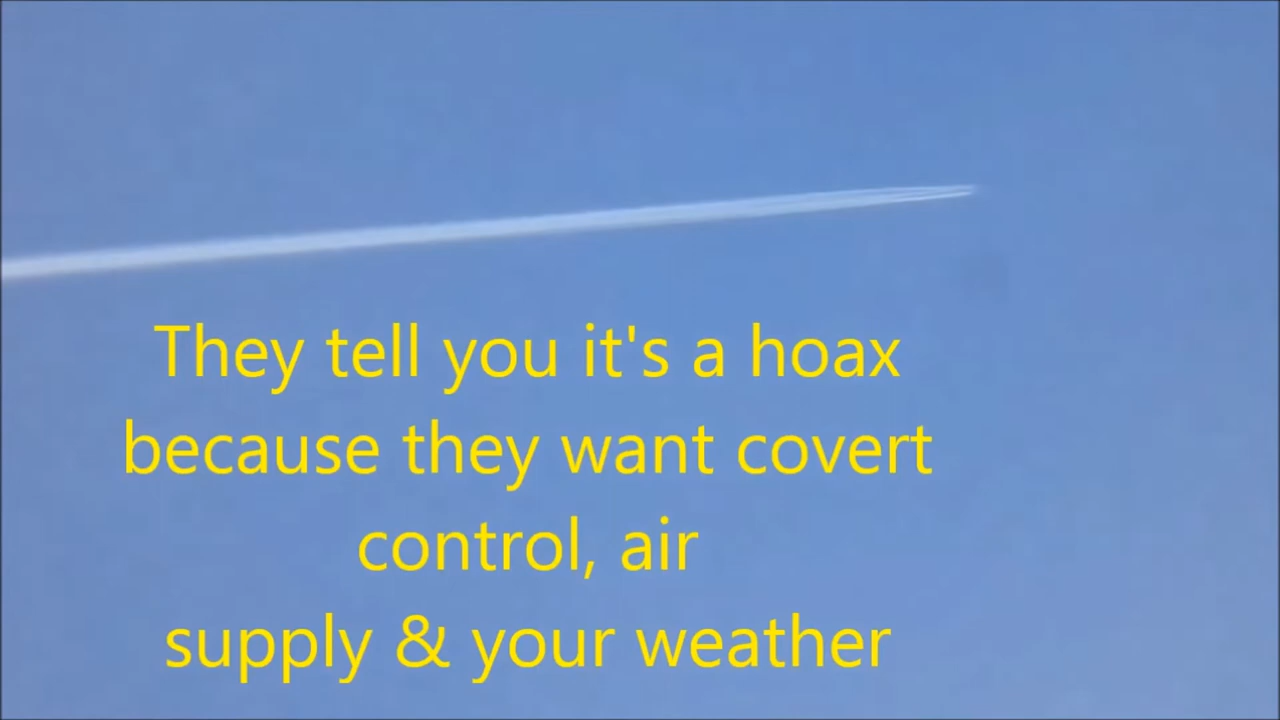 They tell you it's a hoax
because they want covert
control, air
supply & your weather